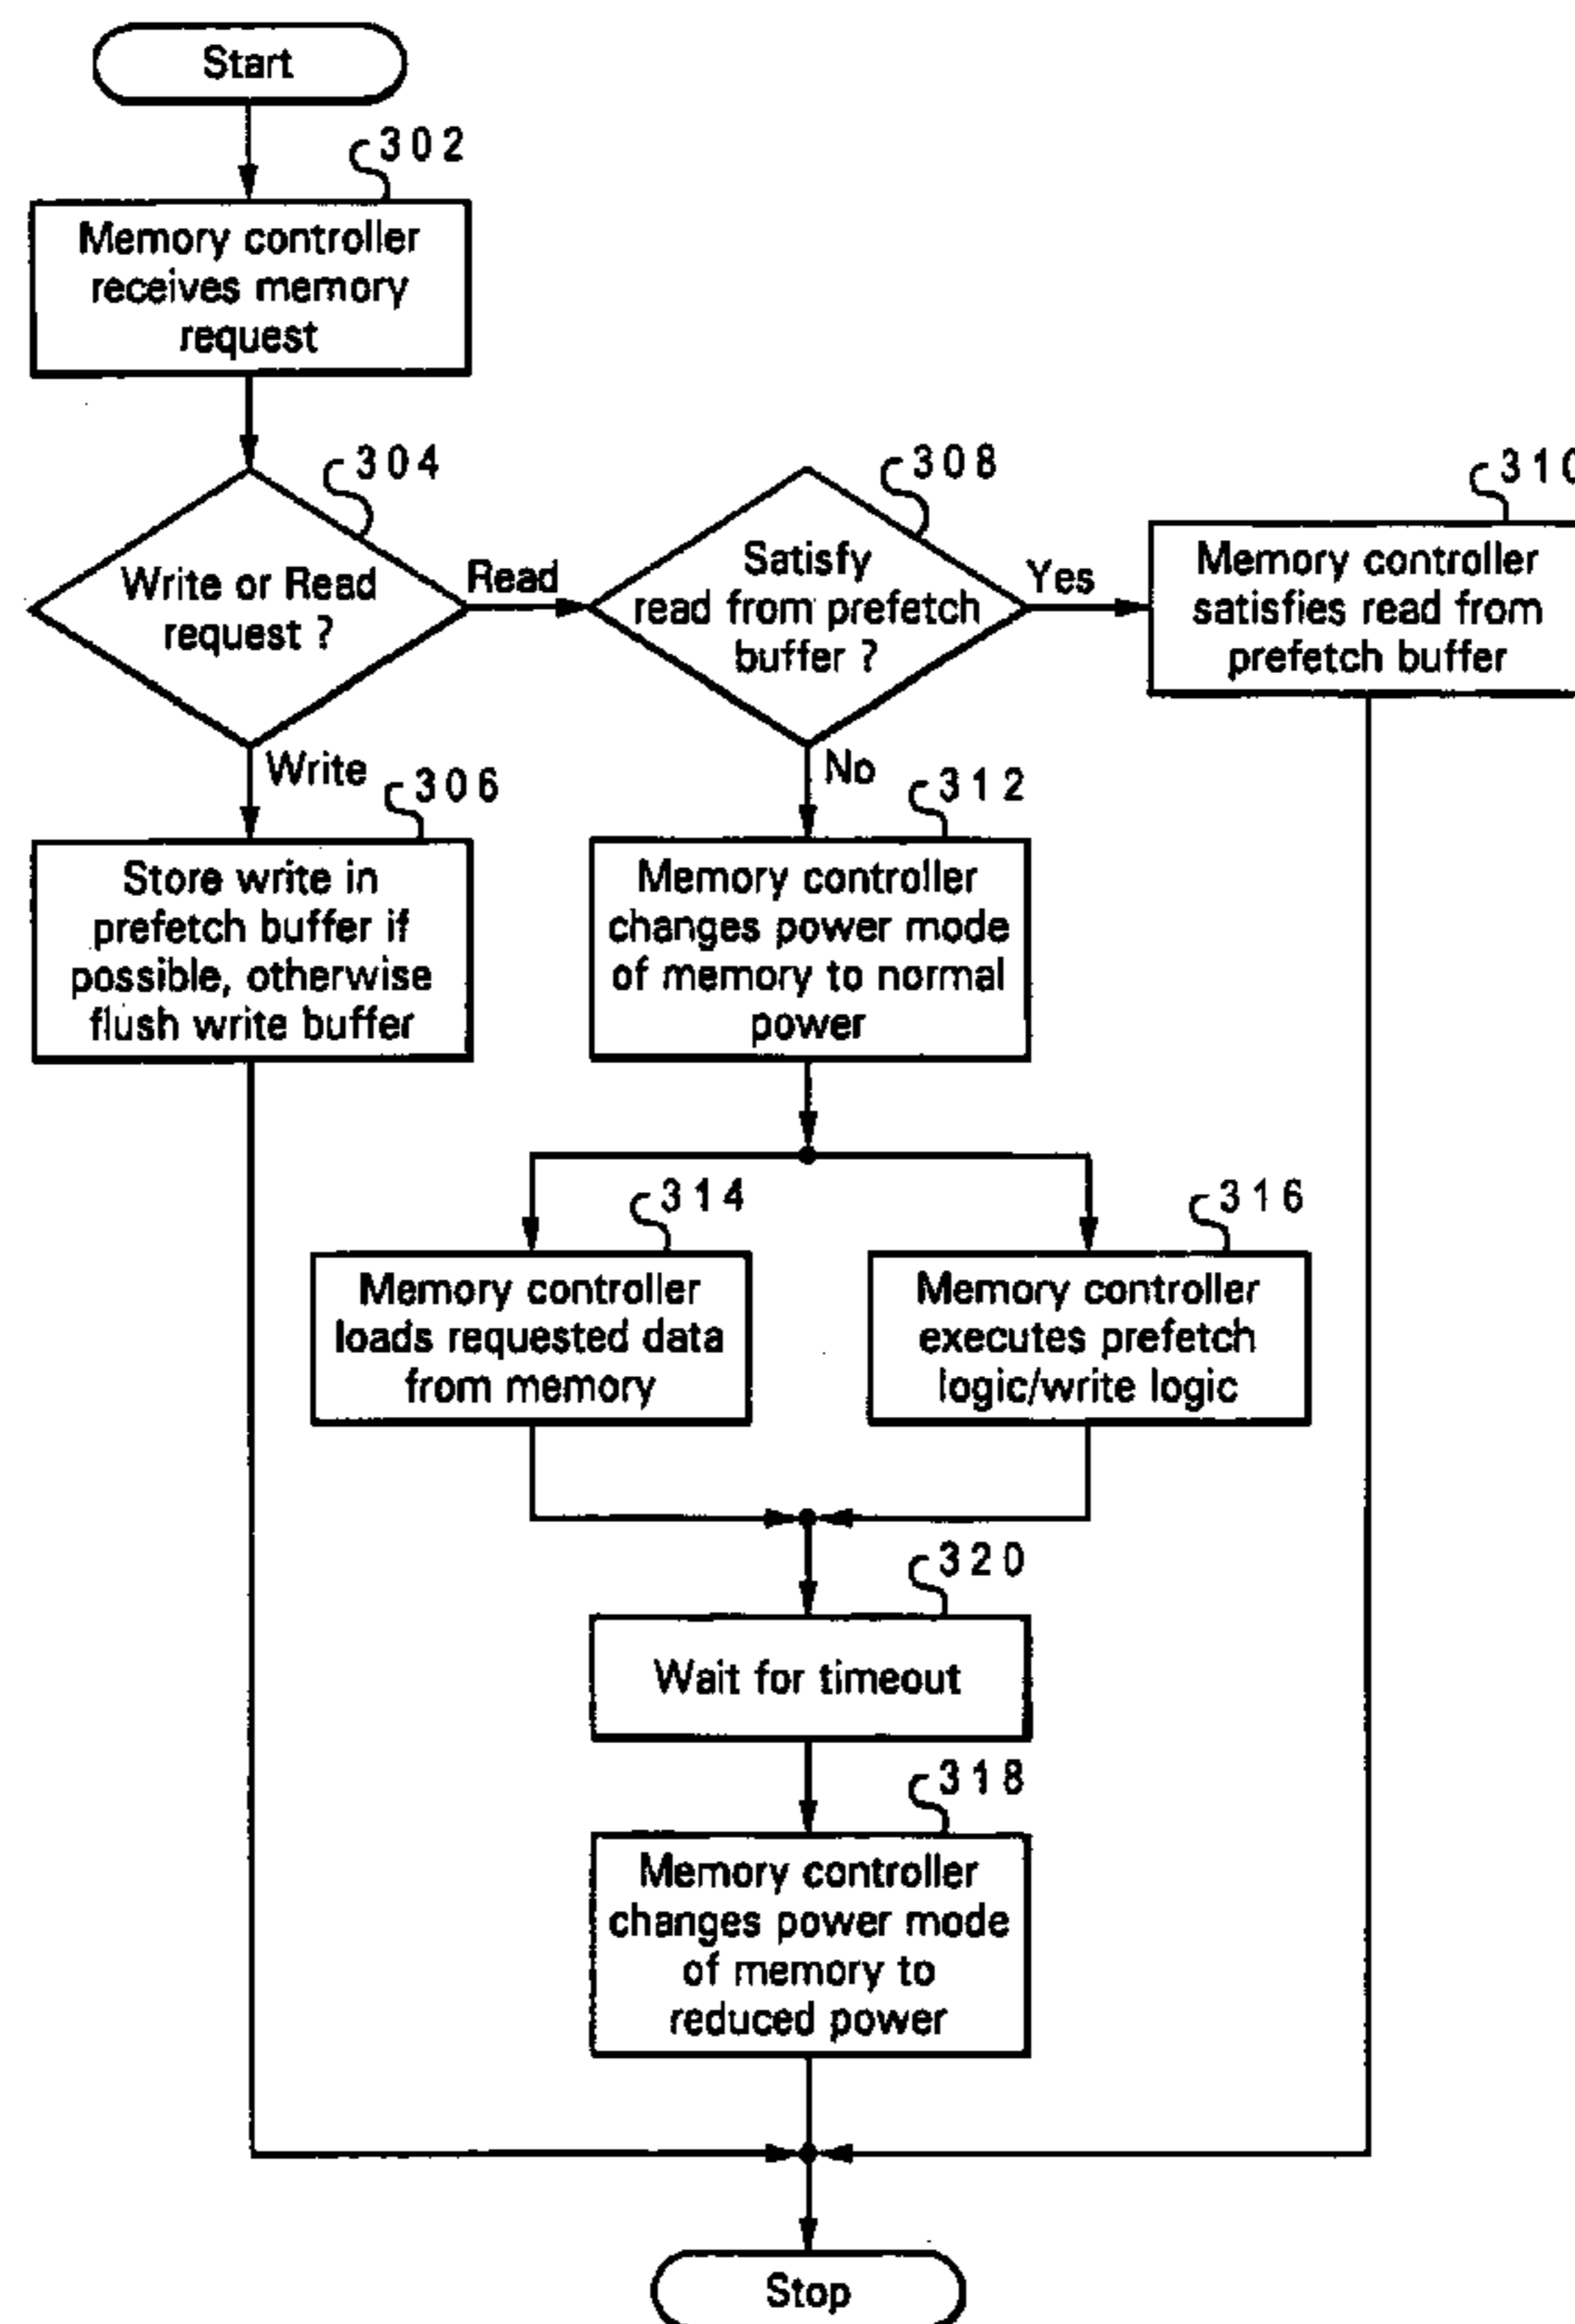 Start
302
Memory controller
receives memory
request
304
Write or Read
request ?
Read
Write
308
Satisfy
read from prefetch
buffer ?
Yes
No
310
Memory controller
satisfies read from
prefetch buffer
306
Store write in
prefetch buffer if
possible, otherwise
flush write buffer
312
Memory controller
changes power mode
of memory to normal
power
314
Memory controller
loads requested data
from memory
316
Memory controller
executes prefetch
logic/write logic
320
Wait for timeout
318
Memory controller
changes power mode
of memory to
reduced power
Stop